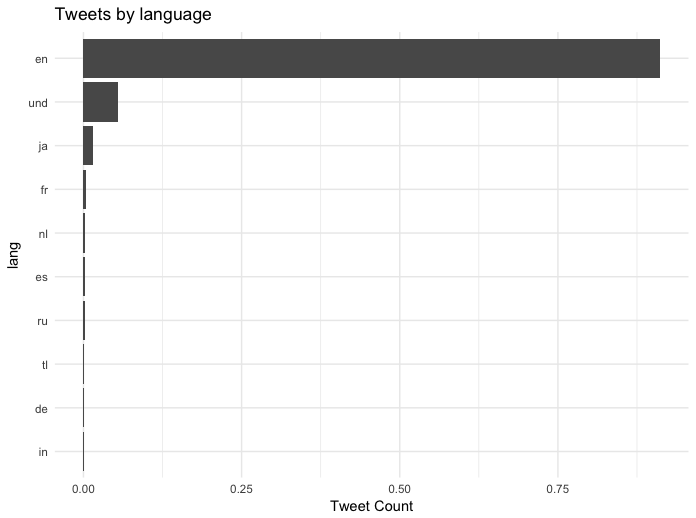 Tweets by language
en
und
ja
fr
nl
es
ru
tl
de
in
lang
0.00 0.25 0.50 0.75
Tweet Count